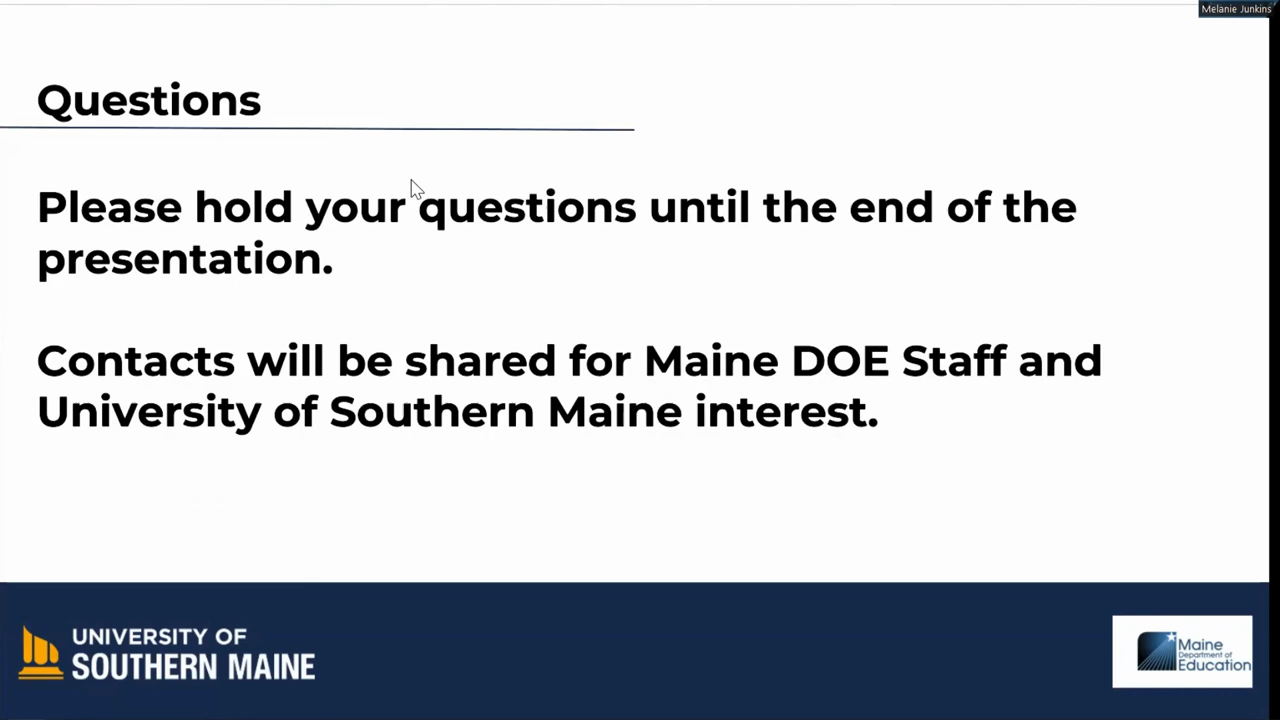 Melanie Junkins
Questions
Please hold your questions until the end of the
presentation.
Contacts will be shared for Maine DOE Staff and
University of Southern Maine interest.
UNIVERSITY OF
SOUTHERN MAINE
Maine
Department of
Education